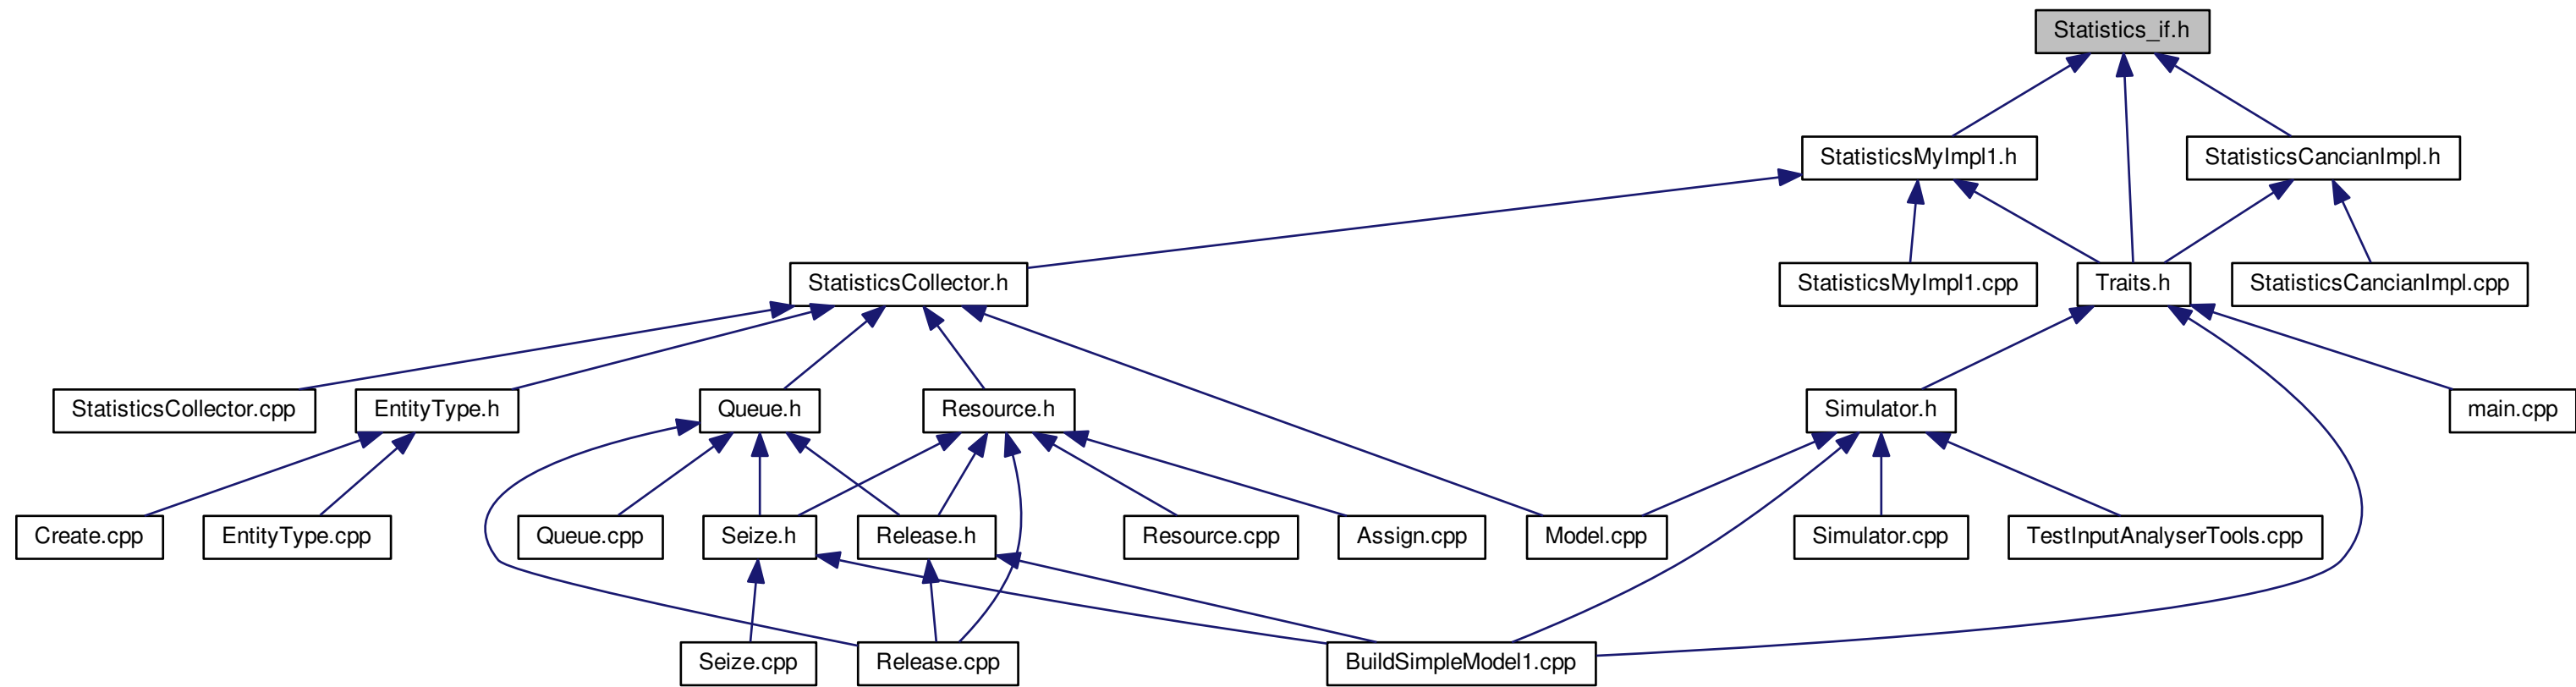 Statistics_if.h
StatisticsMyImpl1.h
StatisticsCancianImpl.h
StatisticsCollector.h
StatisticsMyImpl1.cpp
Traits.h
StatisticsCancianImpl.cpp
StatisticsCollector.cpp
EntityType.h
Queue.h
Resource.h
Simulator.h
main.cpp
Create.cpp
EntityType.cpp
Queue.cpp
Seize.h
Release.h
Resource.cpp
Assign.cpp
Model.cpp
Simulator.cpp
TestInputAnalyserTools.cpp
Seize.cpp
Release.cpp
BuildSimpleModel1.cpp